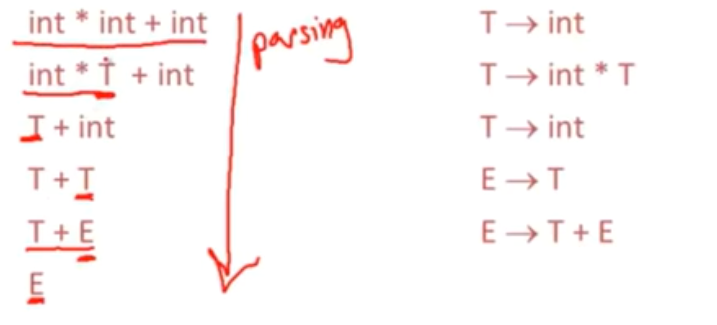 int * int + int
parsing
T → int
int * T + int
T → int * T
T + int
T → int
T + T
E → T
T + E
E → T + E
E